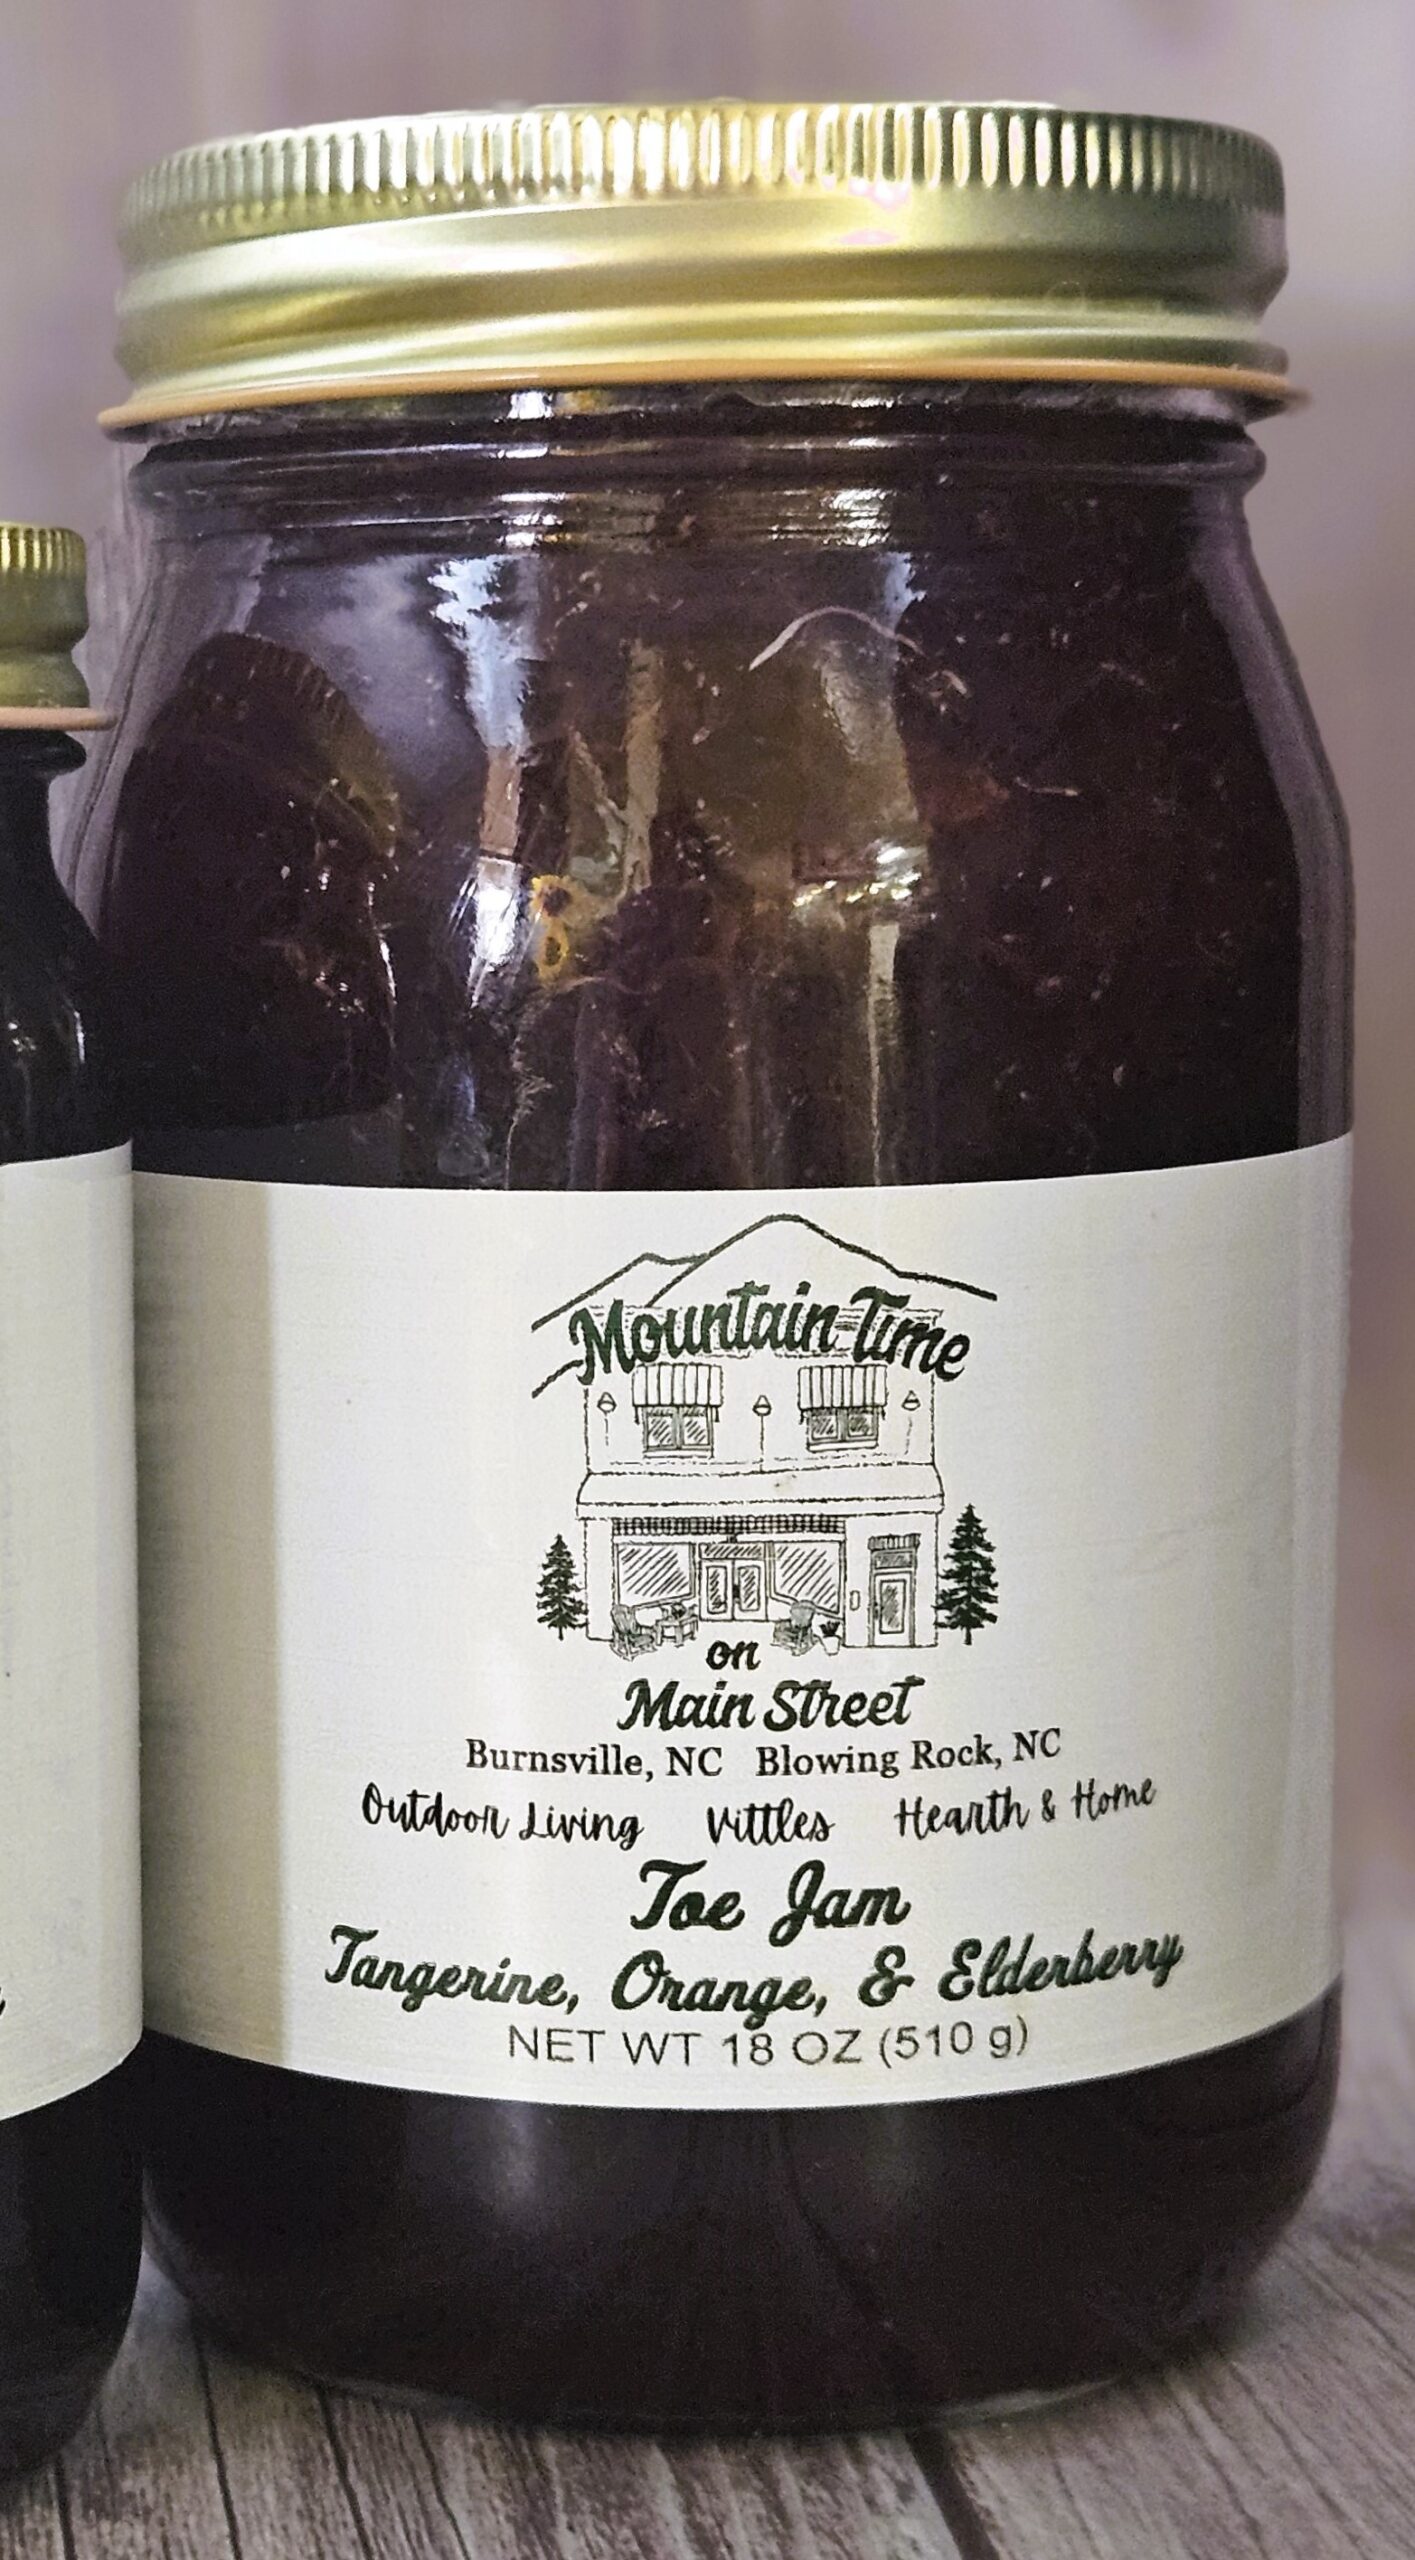 Mountain Time
on
Main Street
Burnsville, NC Blowing Rock, NC
Outdoor Living Vittles Hearth & Home
Toe Jam
Tangerine, Orange, & Elderberry
NET WT 18 OZ (510 g)